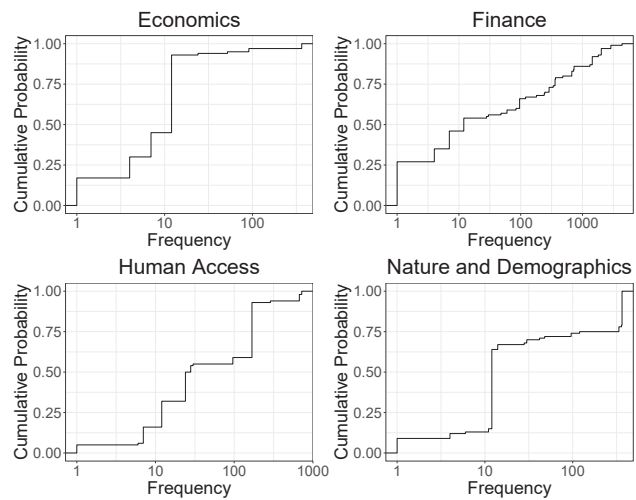 Economics
Cumulative Probability
1.00
0.75
0.50
0.25
0.00
1 10 100
Frequency
Finance
Cumulative Probability
1.00
0.75
0.50
0.25
0.00
1 10 100 1000
Frequency
Human Access
Cumulative Probability
1.00
0.75
0.50
0.25
0.00
1 10 100 1000
Frequency
Nature and Demographics
Cumulative Probability
1.00
0.75
0.50
0.25
0.00
1 10 100
Frequency